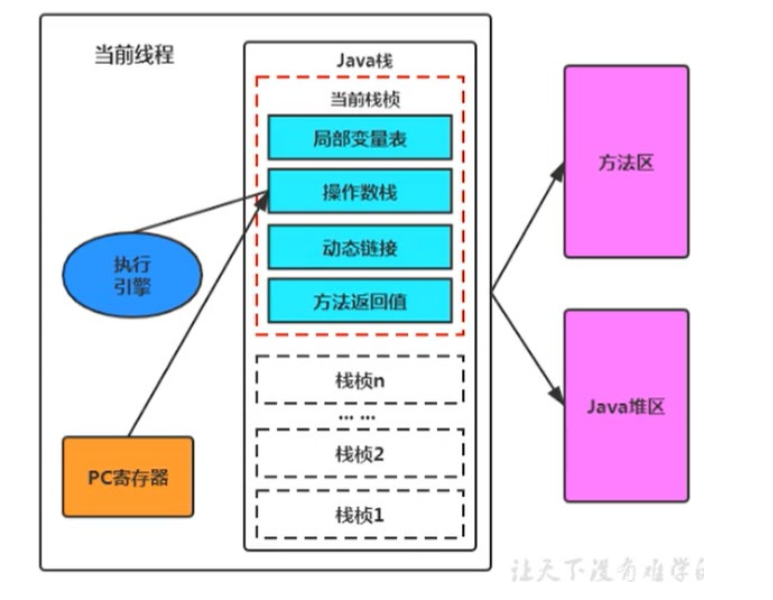 当前线程
Java栈
当前栈桢
局部变量表
操作数栈
动态链接
方法返回值
执行
引擎
PC寄存器
栈桢n
... ...
栈桢2
栈桢1
方法区
Java堆区
让天下没有难学的